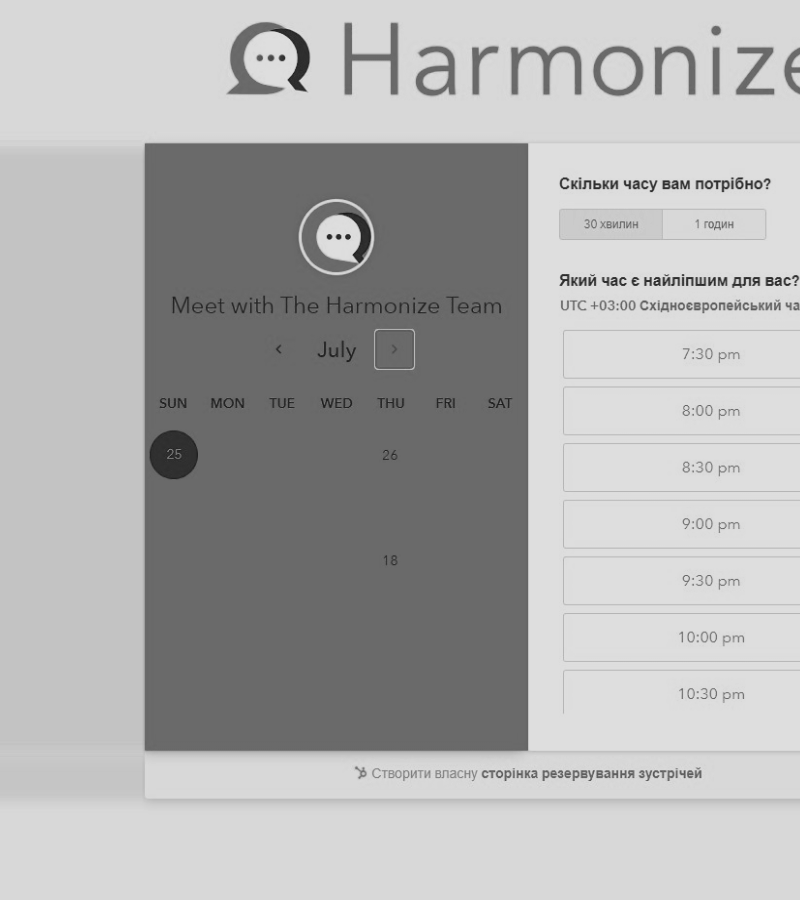 Harmonize
Meet with The Harmonize Team
July
SUN MON TUE WED THU FRI SAT
25 26
18
Скільки часу вам потрібно?
30 хвилин 1 годин
Який час є найліпшим для вас?
UTC +03:00 Східноєвропейський ча
7:30 pm
8:00 pm
8:30 pm
9:00 pm
9:30 pm
10:00 pm
10:30 pm
Створити власну сторінка резервування зустрічей